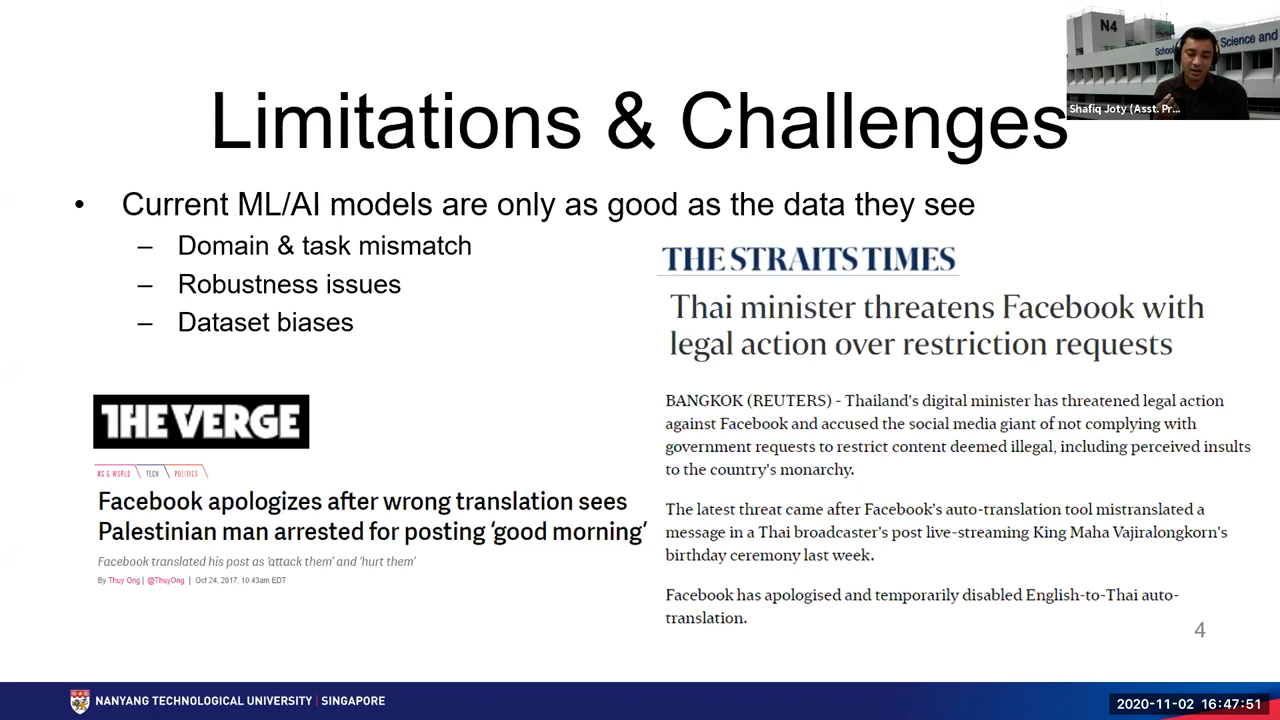 N4
School of Science and
Shafiq Joty (Asst. Pr...
Limitations & Challenges
• Current ML/AI models are only as good as the data they see
– Domain & task mismatch
– Robustness issues
– Dataset biases
THE VERGE
US & WORLD TECH POLITICS
Facebook apologizes after wrong translation sees
Palestinian man arrested for posting ‘good morning’
Facebook translated his post as ‘attack them’ and ‘hurt them’
By Thuy Ong | @ThuyOng | Oct 24, 2017, 10:43am EDT
THE STRAITS TIMES
Thai minister threatens Facebook with
legal action over restriction requests
BANGKOK (REUTERS) - Thailand's digital minister has threatened legal action
against Facebook and accused the social media giant of not complying with
government requests to restrict content deemed illegal, including perceived insults
to the country's monarchy.
The latest threat came after Facebook's auto-translation tool mistranslated a
message in a Thai broadcaster's post live-streaming King Maha Vajiralongkorn's
birthday ceremony last week.
Facebook has apologised and temporarily disabled English-to-Thai auto-
translation.
4
NANYANG TECHNOLOGICAL UNIVERSITY | SINGAPORE
2020-11-02 16:47:51